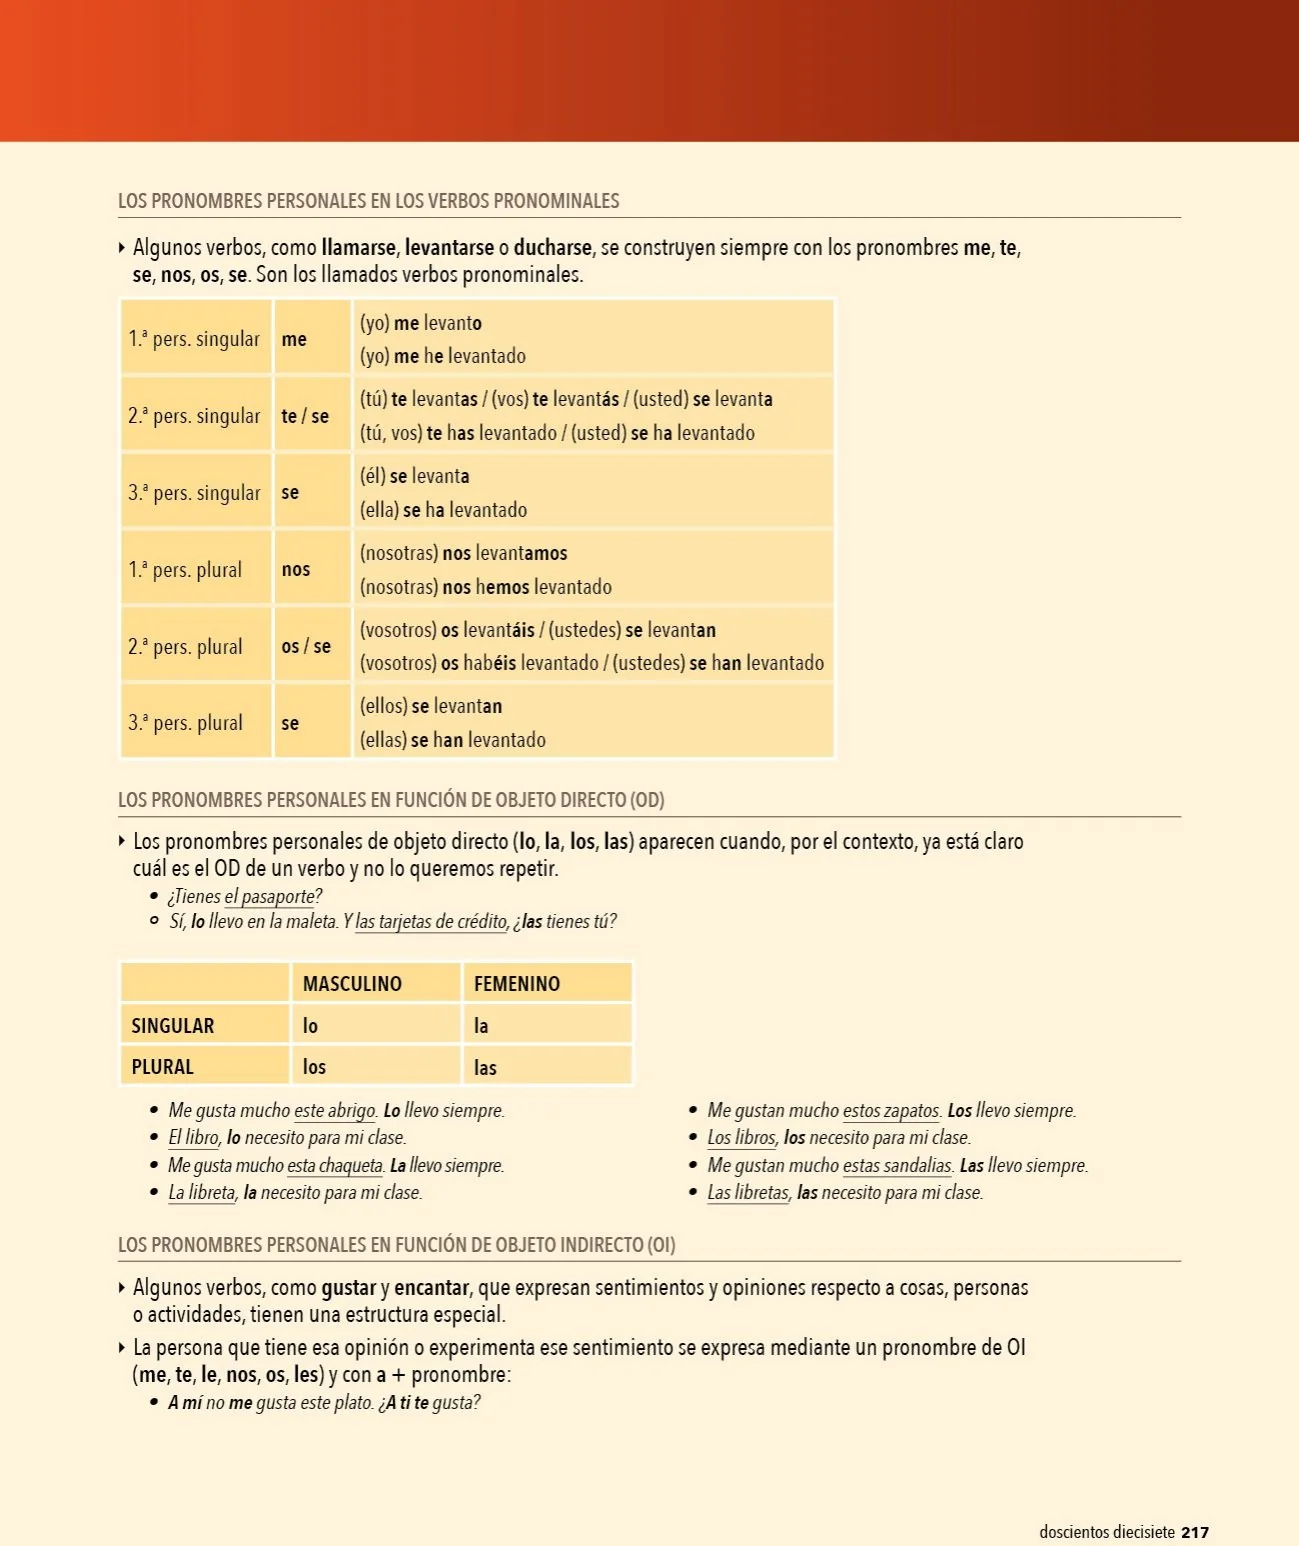 LOS PRONOMBRES PERSONALES EN LOS VERBOS PRONOMINALES
Algunos verbos, como llamarse, levantarse o ducharse, se construyen siempre con los pronombres me, te,
se, nos, os, se. Son los llamados verbos pronominales.
1.ª pers. singular me (yo) me levanto
(yo) me he levantado
2.ª pers. singular te / se (tú) te levantas / (vos) te levantás / (usted) se levanta
(tú, vos) te has levantado / (usted) se ha levantado
3.ª pers. singular se (él) se levanta
(ella) se ha levantado
1.ª pers. plural nos (nosotras) nos levantamos
(nosotras) nos hemos levantado
2.ª pers. plural os / se (vosotros) os levantáis / (ustedes) se levantan
(vosotros) os habéis levantado / (ustedes) se han levantado
3.ª pers. plural se (ellos) se levantan
(ellas) se han levantado
LOS PRONOMBRES PERSONALES EN FUNCIÓN DE OBJETO DIRECTO (OD)
Los pronombres personales de objeto directo (lo, la, los, las) aparecen cuando, por el contexto, ya está claro
cuál es el OD de un verbo y no lo queremos repetir.
• ¿Tienes el pasaporte?
○ Sí, lo llevo en la maleta. Y las tarjetas de crédito, ¿las tienes tú?
MASCULINO FEMENINO
SINGULAR lo la
PLURAL los las
• Me gusta mucho este abrigo. Lo llevo siempre.
• El libro, lo necesito para mi clase.
• Me gusta mucho esta chaqueta. La llevo siempre.
• La libreta, la necesito para mi clase.
• Me gustan mucho estos zapatos. Los llevo siempre.
• Los libros, los necesito para mi clase.
• Me gustan mucho estas sandalias. Las llevo siempre.
• Las libretas, las necesito para mi clase.
LOS PRONOMBRES PERSONALES EN FUNCIÓN DE OBJETO INDIRECTO (OI)
Algunos verbos, como gustar y encantar, que expresan sentimientos y opiniones respecto a cosas, personas
o actividades, tienen una estructura especial.
La persona que tiene esa opinión o experimenta ese sentimiento se expresa mediante un pronombre de OI
(me, te, le, nos, os, les) y con a + pronombre:
• A mí no me gusta este plato. ¿A ti te gusta?
doscientos diecisiete 217